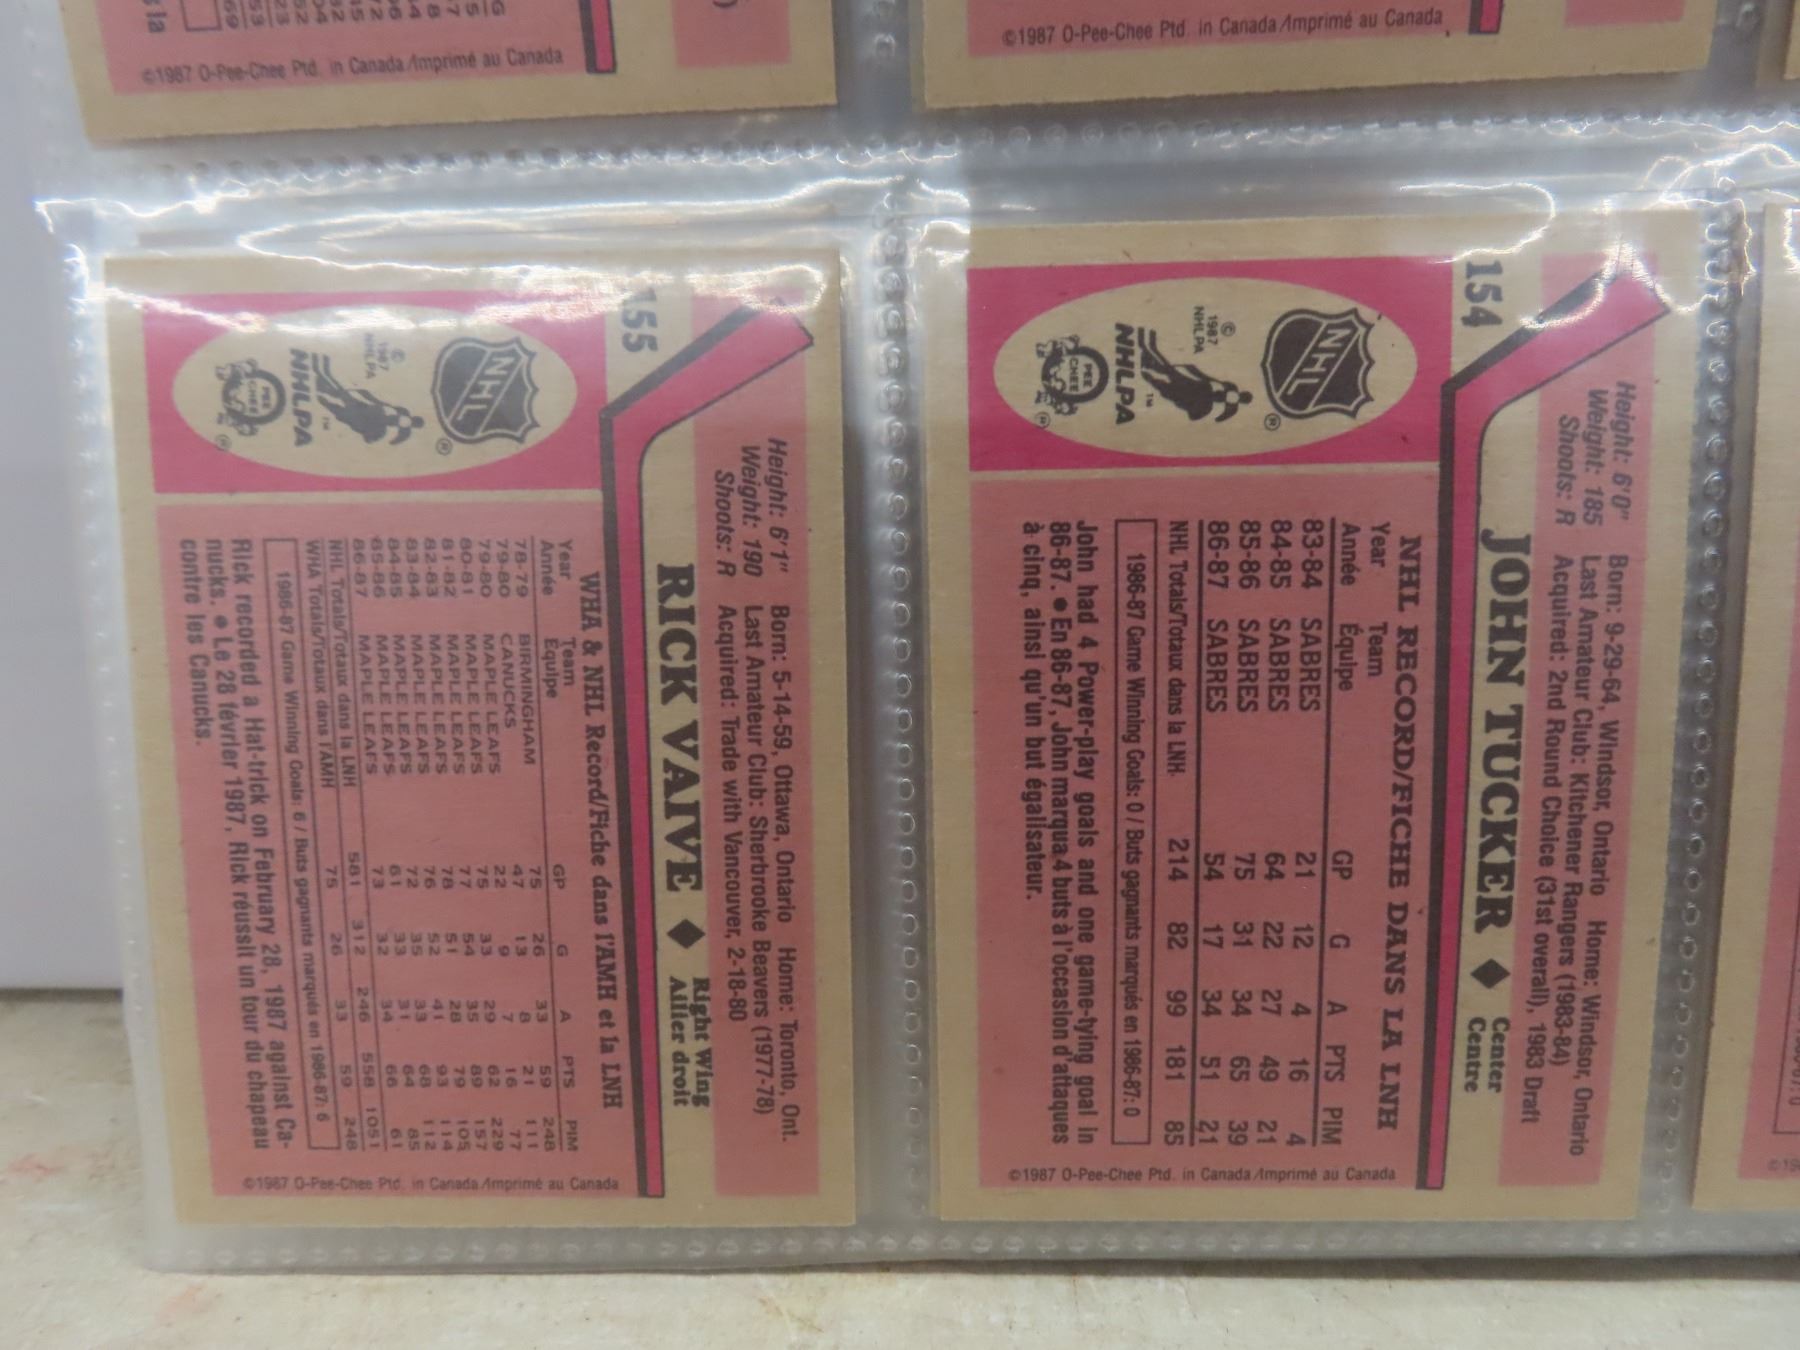 ©1987 O-Pee-Chee Ptd. in Canada/Imprimé au Canada
©1987 O-Pee-Chee Ptd. in Canada/Imprimé au Canada
154
Height: 6'0" Born: 9-29-64, Windsor, Ontario Home: Windsor, Ontario
Weight: 185 Last Amateur Club: Kitchener Rangers (1983-84)
Shoots: R Acquired: 2nd Round Choice (31st overall), 1983 Draft
JOHN TUCKER ◆ Center
Centre
NHL
®
© 1987 NHLPA
NHLPA
™
O PEE CHEE
®
NHL RECORD/FICHE DANS LA NHL
Year Team
Année Équipe GP G A PTS PIM
83-84 SABRES 21 12 4 16 4
84-85 SABRES 64 22 27 49 21
85-86 SABRES 75 31 34 65 39
86-87 SABRES 54 17 34 51 21
NHL Totals/Totaux dans la LNH 214 82 99 181 85
1986-87 Game Winning Goals: 0 / Buts gagnants marqués en 1986-87: 0
John had 4 Power-play goals and one game-tying goal in
86-87. ● En 86-87, John marqua 4 buts à l'occasion d'attaques
à cinq, ainsi qu'un but égalisateur.
©1987 O-Pee-Chee Ptd. in Canada/Imprimé au Canada
155
Height: 6'1" Born: 5-14-59, Ottawa, Ontario Home: Toronto, Ont.
Weight: 190 Last Amateur Club: Sherbrooke Beavers (1977-78)
Shoots: R Acquired: Trade with Vancouver, 2-18-80
RICK VAIVE ◆ Right Wing
Ailier droit
NHL
®
© 1987 NHLPA
NHLPA
™
O PEE CHEE
®
WHA & NHL Record/Fiche dans l'AMH et la LNH
Year Team
Année Équipe GP G A PTS PIM
78-79 BIRMINGHAM 75 26 33 59 248
79-80 CANUCKS 47 13 8 21 111
79-80 MAPLE LEAFS 22 9 7 16 77
80-81 MAPLE LEAFS 75 33 29 62 229
81-82 MAPLE LEAFS 77 54 35 89 157
82-83 MAPLE LEAFS 78 51 28 79 105
83-84 MAPLE LEAFS 76 52 41 93 114
84-85 MAPLE LEAFS 72 35 33 68 112
85-86 MAPLE LEAFS 61 33 31 64 85
86-87 MAPLE LEAFS 73 32 34 66 61
NHL Totals/Totaux dans la LNH 581 312 246 558 1051
WHA Totals/Totaux dans l'AMH 75 26 33 59 248
1986-87 Game Winning Goals: 6 / Buts gagnants marqués en 1986-87: 6
Rick recorded a Hat-trick on February 28, 1987 against Ca-
nucks. ● Le 28 février 1987, Rick réussit un tour du chapeau
contre les Canucks.
©1987 O-Pee-Chee Ptd. in Canada/Imprimé au Canada